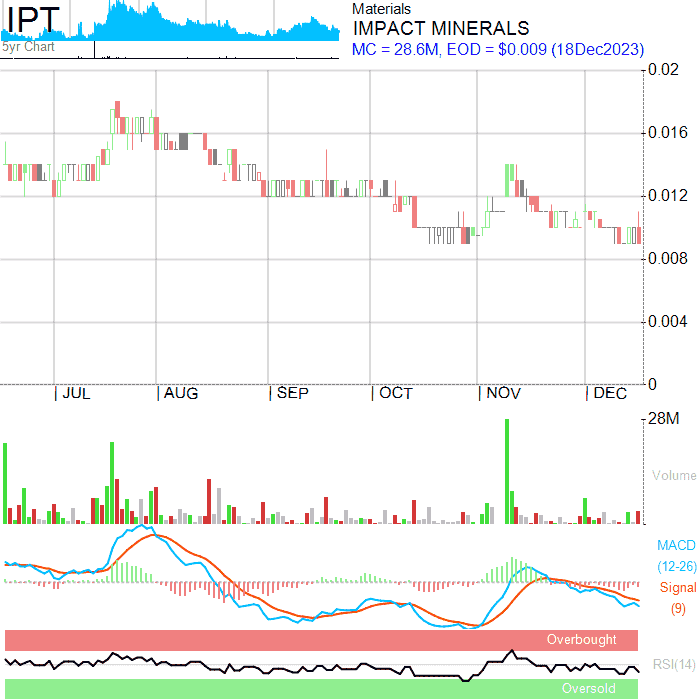 IPT
5yr Chart
Materials
IMPACT MINERALS
MC = 28.6M, EOD = $0.009 (18Dec2023)
0.02
0.016
0.012
0.008
0.004
0
JUL AUG SEP OCT NOV DEC
28M
Volume
MACD
(12-26)
Signal
(9)
Overbought
RSI(14)
Oversold